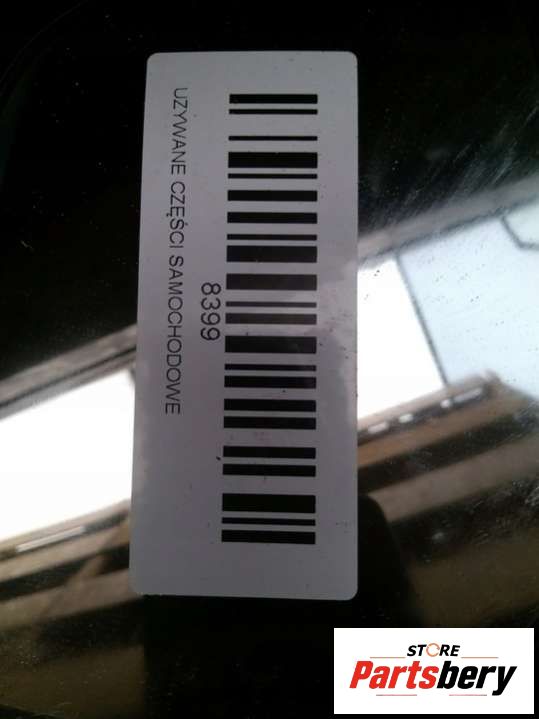 8399
UZYWANE CZĘŚCI SAMOCHODOWE
STORE
Partsbery